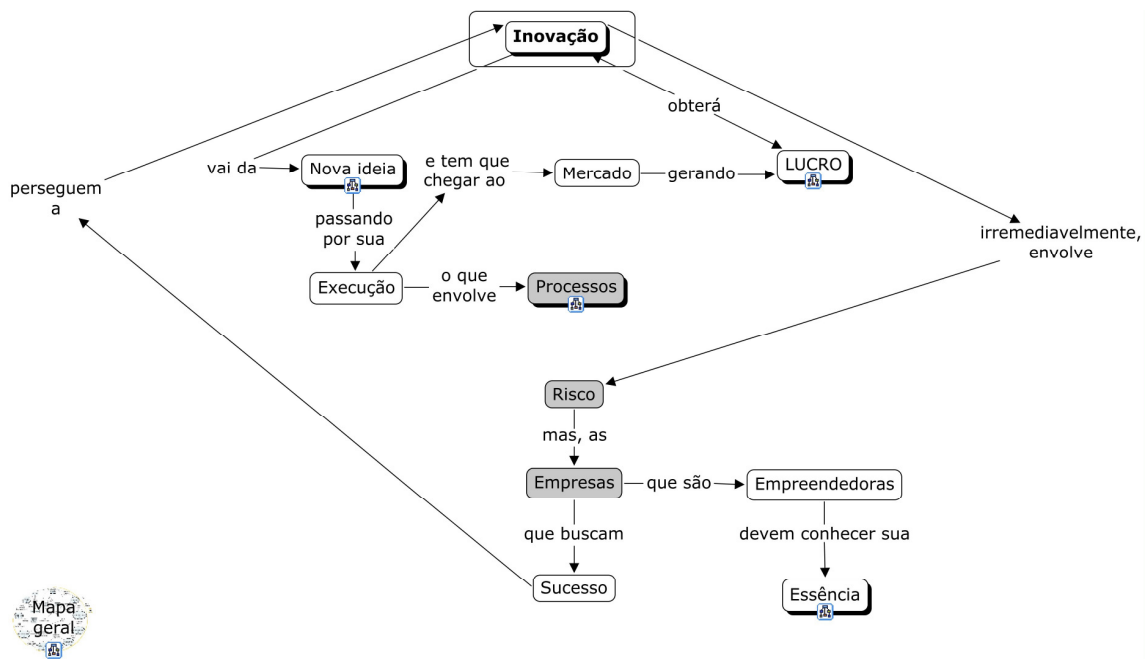 Inovação
obterá
vai da
Nova ideia
e tem que
chegar ao
Mercado
gerando
LUCRO
perseguem
a
passando
por sua
irremediavelmente,
envolve
Execução
o que
envolve
Processos
Risco
mas, as
Empresas
que são
Empreendedoras
que buscam
devem conhecer sua
Sucesso
Essência
Mapa
geral